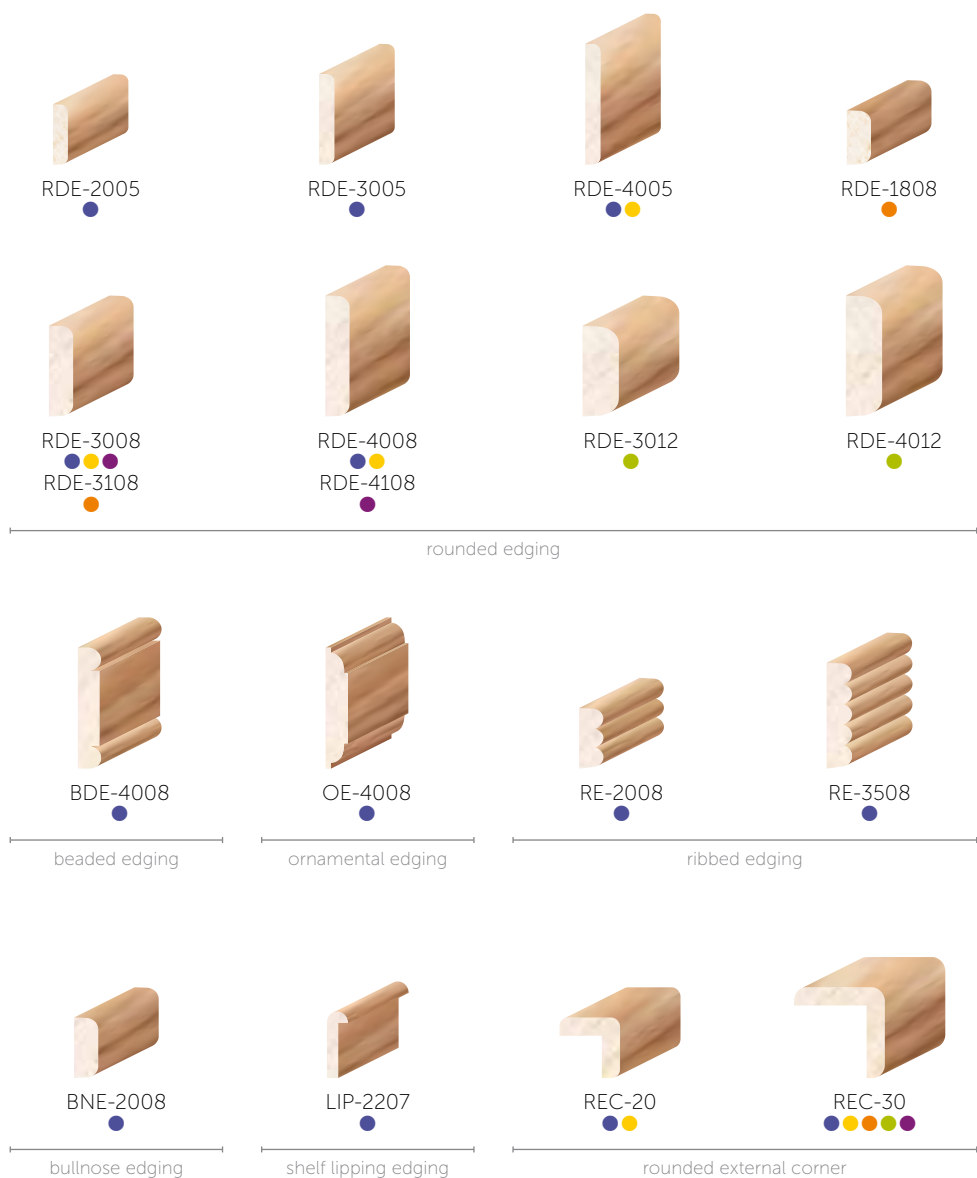 RDE-2005
RDE-3005
RDE-4005
RDE-1808
RDE-3008
RDE-3108
RDE-4008
RDE-4108
RDE-3012
RDE-4012
rounded edging
BDE-4008
OE-4008
RE-2008
RE-3508
beaded edging
ornamental edging
ribbed edging
BNE-2008
LIP-2207
REC-20
REC-30
bullnose edging
shelf lipping edging
rounded external corner